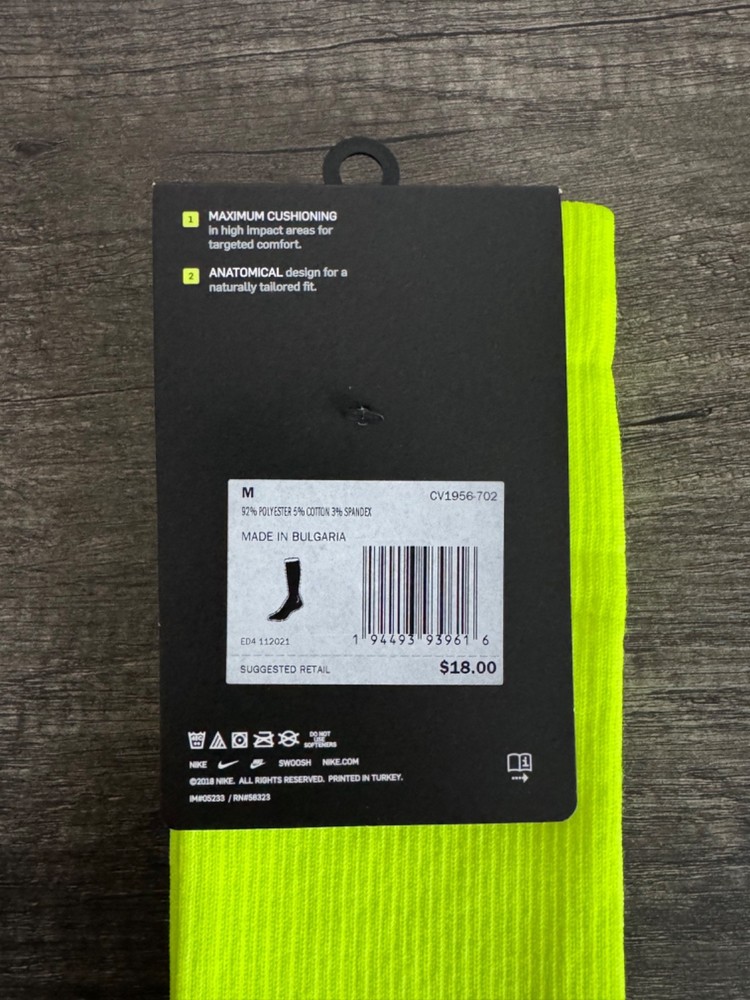 1 MAXIMUM CUSHIONING
in high impact areas for
targeted comfort.
2 ANATOMICAL design for a
naturally tailored fit.
M CV1956-702
92% POLYESTER 5% COTTON 3% SPANDEX
MADE IN BULGARIA
ED4 112021
1 94493 93961 6
SUGGESTED RETAIL $18.00
DO NOT
USE
SOFTENERS
NIKE SWOOSH NIKE.COM
©2018 NIKE. ALL RIGHTS RESERVED. PRINTED IN TURKEY.
IM#05233 / RN#56323